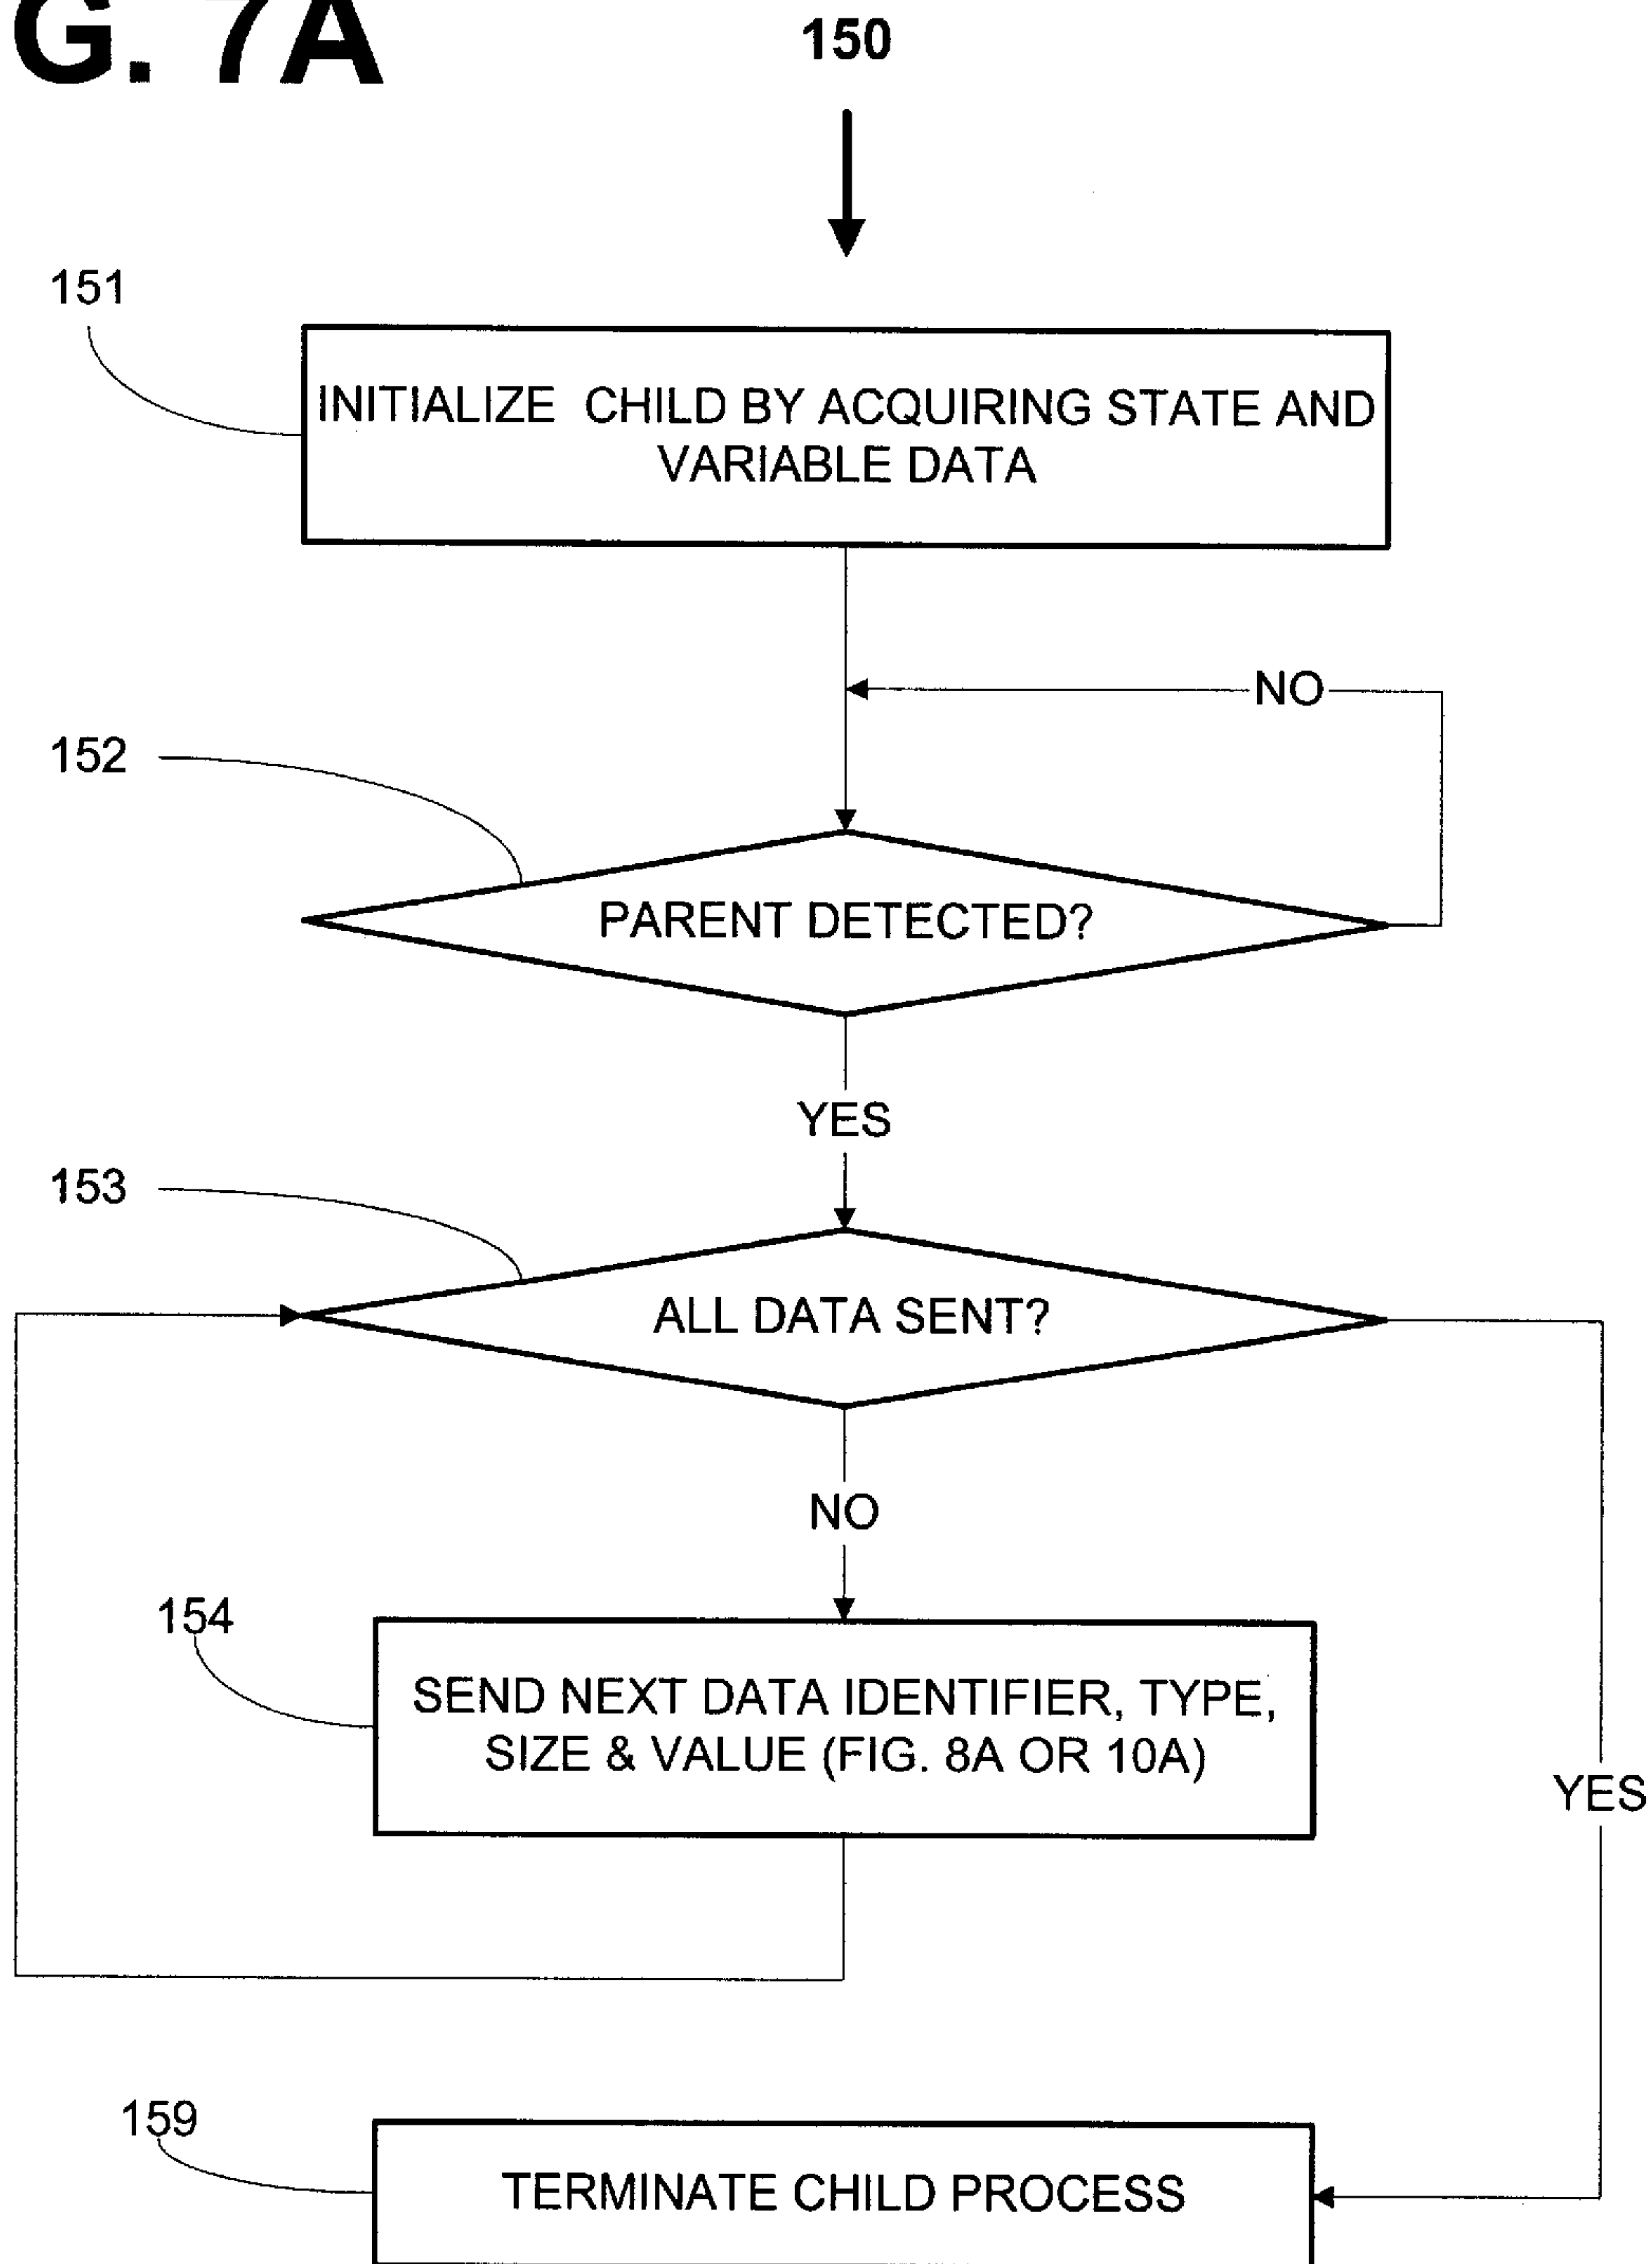 G. 7A
150
151
INITIALIZE CHILD BY ACQUIRING STATE AND
VARIABLE DATA
NO
152
PARENT DETECTED?
YES
153
ALL DATA SENT?
NO
154
SEND NEXT DATA IDENTIFIER, TYPE,
SIZE & VALUE (FIG. 8A OR 10A)
YES
159
TERMINATE CHILD PROCESS